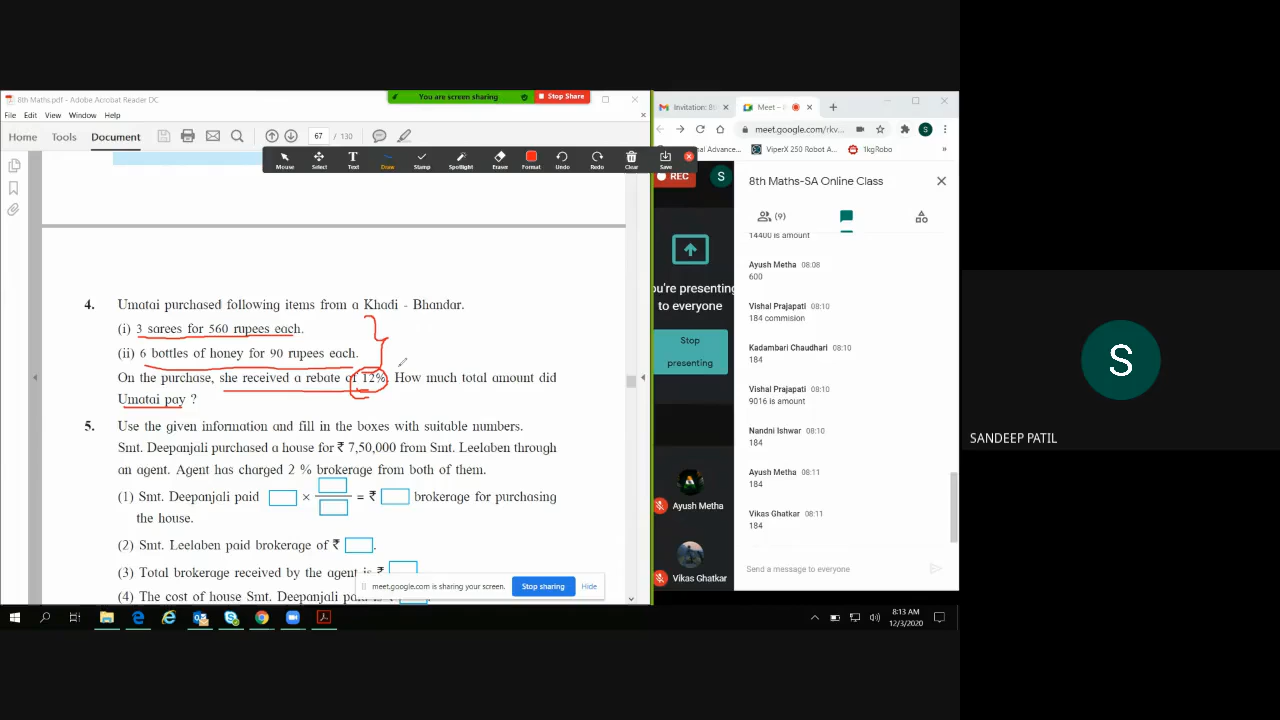 8th Maths.pdf - Adobe Acrobat Reader DC
You are screen sharing
Stop Share
File Edit View Window Help
Home Tools Document
67 / 130
Mouse Select Text Draw Stamp Spotlight Eraser Format Undo Redo Clear Save
4. Umatai purchased following items from a Khadi - Bhandar.
(i) 3 sarees for 560 rupees each.
(ii) 6 bottles of honey for 90 rupees each.
On the purchase, she received a rebate of 12%. How much total amount did
Umatai pay ?
5. Use the given information and fill in the boxes with suitable numbers.
Smt. Deepanjali purchased a house for ₹ 7,50,000 from Smt. Leelaben through
an agent. Agent has charged 2 % brokerage from both of them.
(1) Smt. Deepanjali paid × = ₹ brokerage for purchasing
the house.
(2) Smt. Leelaben paid brokerage of ₹ .
(3) Total brokerage received by the agent is ₹
(4) The cost of house Smt. Deepanjali paid is
meet.google.com is sharing your screen. Stop sharing Hide
Invitation: 8t
Meet –
meet.google.com/rkv...
S
Advance...
ViperX 250 Robot A...
1kgRobo
»
REC
S
You're presenting
to everyone
Stop
presenting
Ayush Metha
Vikas Ghatkar
8th Maths-SA Online Class
(9)
14400 is amount
Ayush Metha 08:08
600
Vishal Prajapati 08:10
184 commision
Kadambari Chaudhari 08:10
184
Vishal Prajapati 08:10
9016 is amount
Nandni Ishwar 08:10
184
Ayush Metha 08:11
184
Vikas Ghatkar 08:11
184
Send a message to everyone
8:13 AM
12/3/2020
S
SANDEEP PATIL